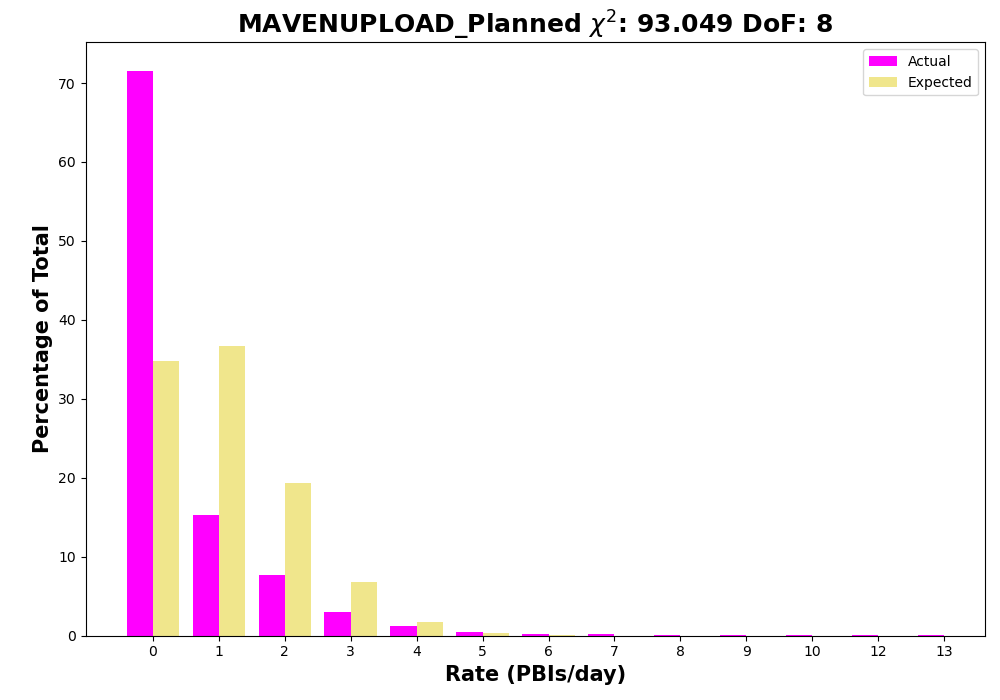 MAVENUPLOAD_Planned χ²: 93.049 DoF: 8
Actual
Expected
Percentage of Total
70
60
50
40
30
20
10
0
0 1 2 3 4 5 6 7 8 9 10 12 13
Rate (PBIs/day)